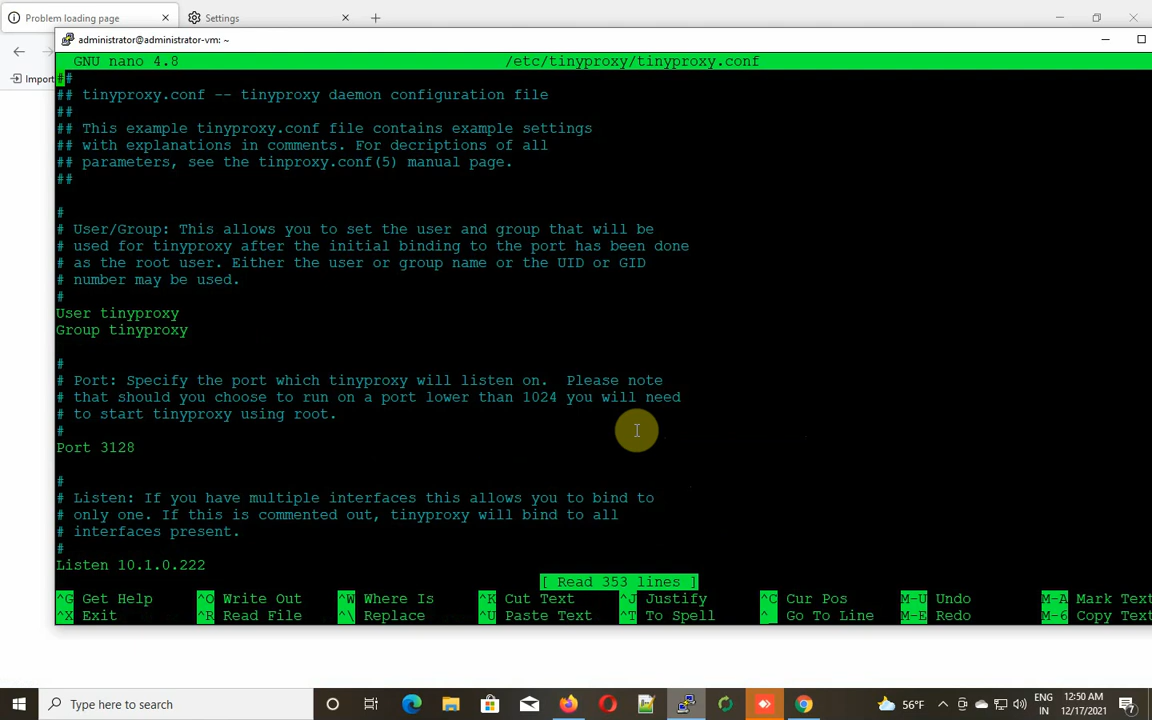 Problem loading page
Settings
Import
administrator@administrator-vm: ~
GNU nano 4.8 /etc/tinyproxy/tinyproxy.conf
##
## tinyproxy.conf -- tinyproxy daemon configuration file
##
## This example tinyproxy.conf file contains example settings
## with explanations in comments. For decriptions of all
## parameters, see the tinproxy.conf(5) manual page.
##
#
# User/Group: This allows you to set the user and group that will be
# used for tinyproxy after the initial binding to the port has been done
# as the root user. Either the user or group name or the UID or GID
# number may be used.
#
User tinyproxy
Group tinyproxy
#
# Port: Specify the port which tinyproxy will listen on.  Please note
# that should you choose to run on a port lower than 1024 you will need
# to start tinyproxy using root.
#
Port 3128
#
# Listen: If you have multiple interfaces this allows you to bind to
# only one. If this is commented out, tinyproxy will bind to all
# interfaces present.
#
Listen 10.1.0.222
[ Read 353 lines ]
^G Get Help ^O Write Out ^W Where Is ^K Cut Text ^J Justify ^C Cur Pos M-U Undo M-A Mark Text
^X Exit ^R Read File ^\ Replace ^U Paste Text ^T To Spell ^ Go To Line M-E Redo M-6 Copy Text
Type here to search
56°F
ENG
IN
12:50 AM
12/17/2021
7